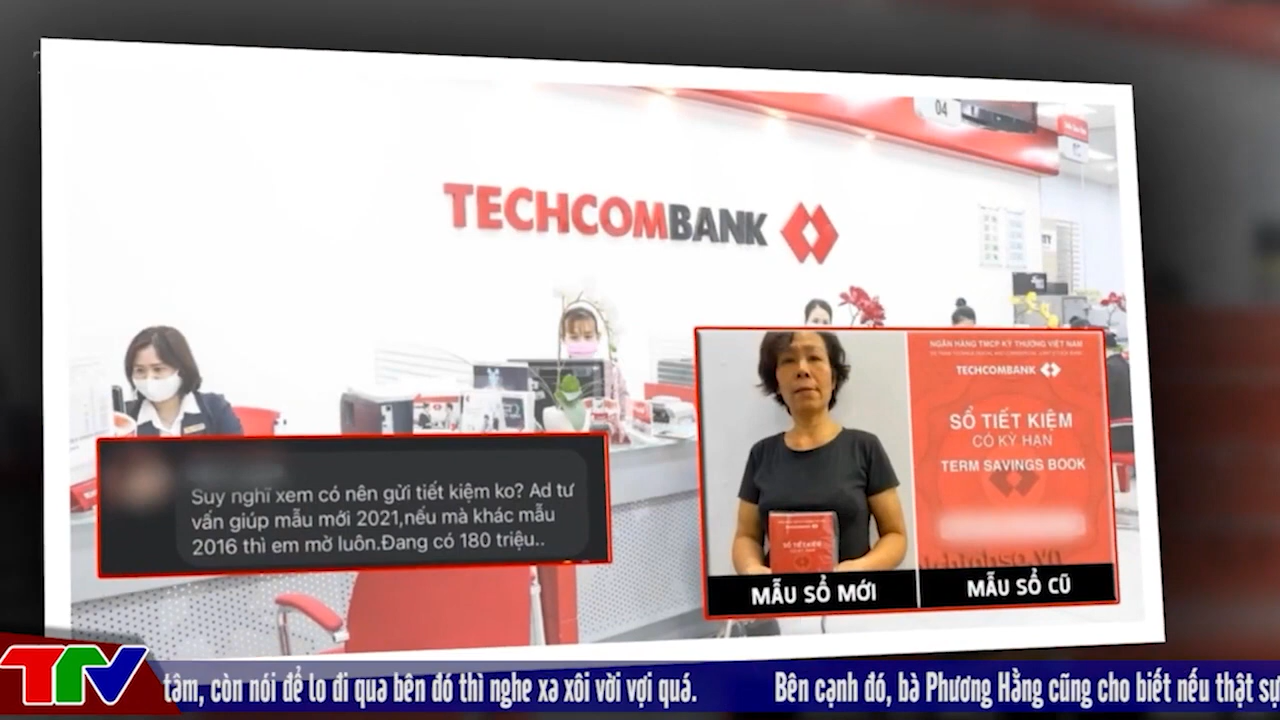 04
TECHCOMBANK
Suy nghĩ xem có nên gửi tiết kiệm ko? Ad tư
vấn giúp mẫu mới 2021,nếu mà khác mẫu
2016 thì em mở luôn.Đang có 180 triệu..
NGÂN HÀNG TMCP KỸ THƯƠNG VIỆT NAM
TECHCOMBANK
SỔ TIẾT KIỆM
CÓ KỲ HẠN
TERM SAVINGS BOOK
SỔ TIẾT KIỆM
MẪU SỔ MỚI
MẪU SỔ CŨ
TTV
tâm, còn nói để lo đi qua bên đó thì nghe xa xôi vời vợi quá. Bên cạnh đó, bà Phương Hằng cũng cho biết nếu thật sự